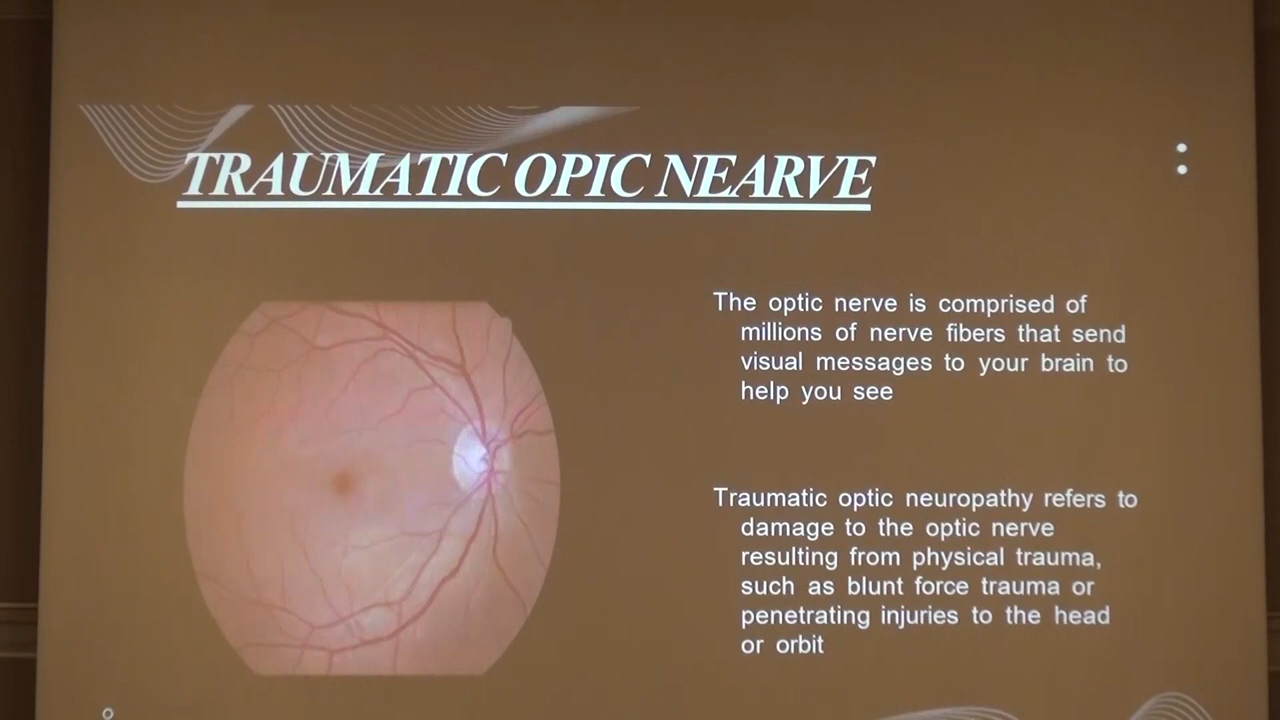 TRAUMATIC OPIC NEARVE
The optic nerve is comprised of
millions of nerve fibers that send
visual messages to your brain to
help you see
Traumatic optic neuropathy refers to
damage to the optic nerve
resulting from physical trauma,
such as blunt force trauma or
penetrating injuries to the head
or orbit